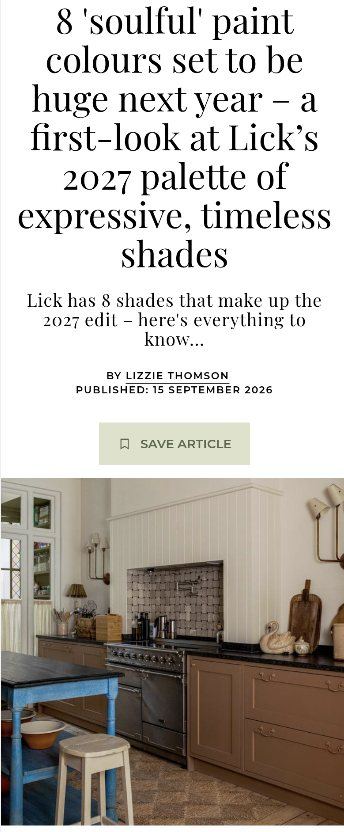 8 'soulful' paint
colours set to be
huge next year – a
first-look at Lick’s
2027 palette of
expressive, timeless
shades
Lick has 8 shades that make up the
2027 edit – here's everything to
know...
BY LIZZIE THOMSON
PUBLISHED: 15 SEPTEMBER 2026
SAVE ARTICLE